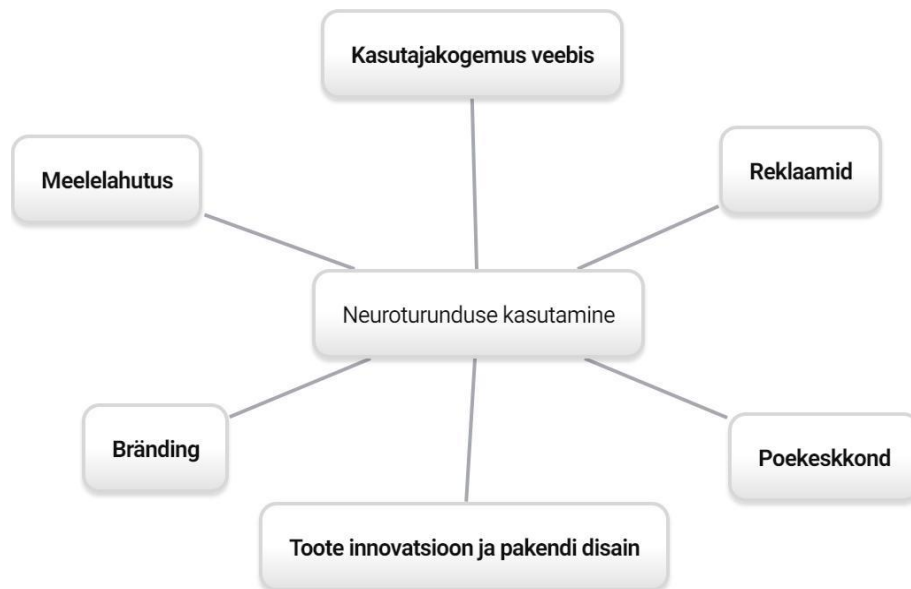 Kasutajakogemus veebis
Meelelahutus
Reklaamid
Neuroturunduse kasutamine
Bränding
Poekeskkond
Toote innovatsioon ja pakendi disain